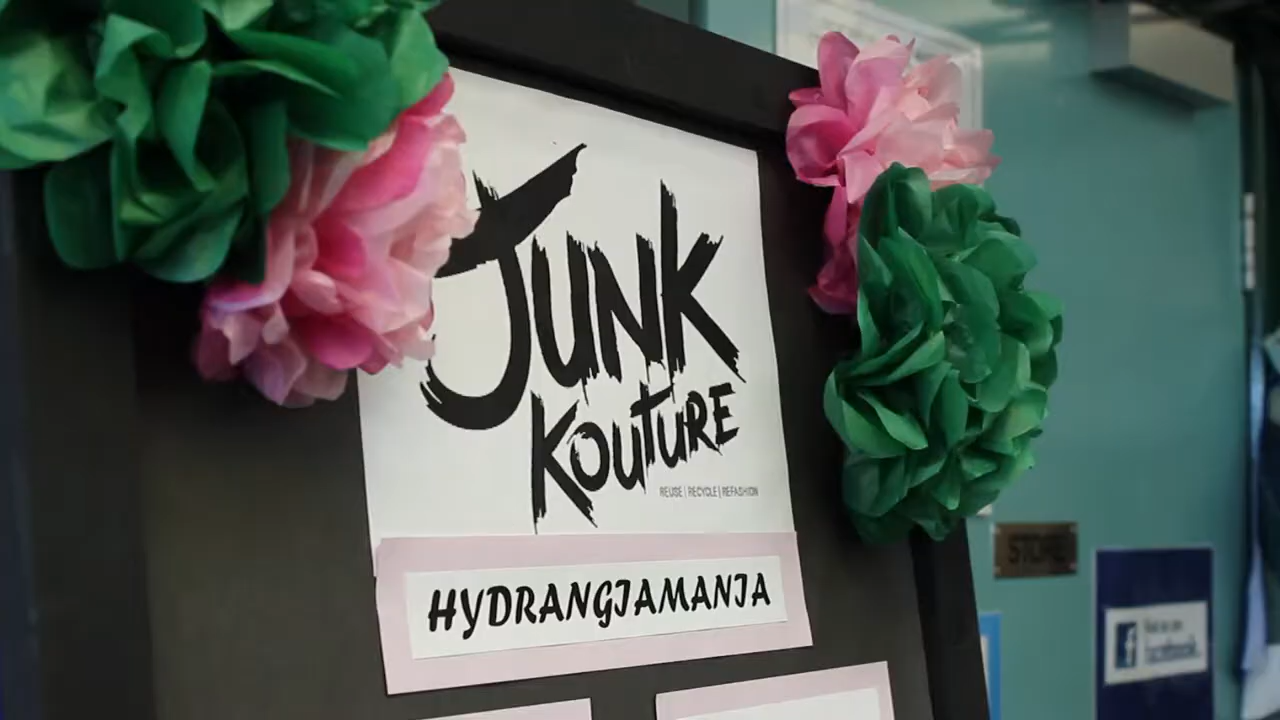 JUNK
KOUTURE
REUSE | RECYCLE | REFASHION
HYDRANGIAMANIA
STORE
facebook.